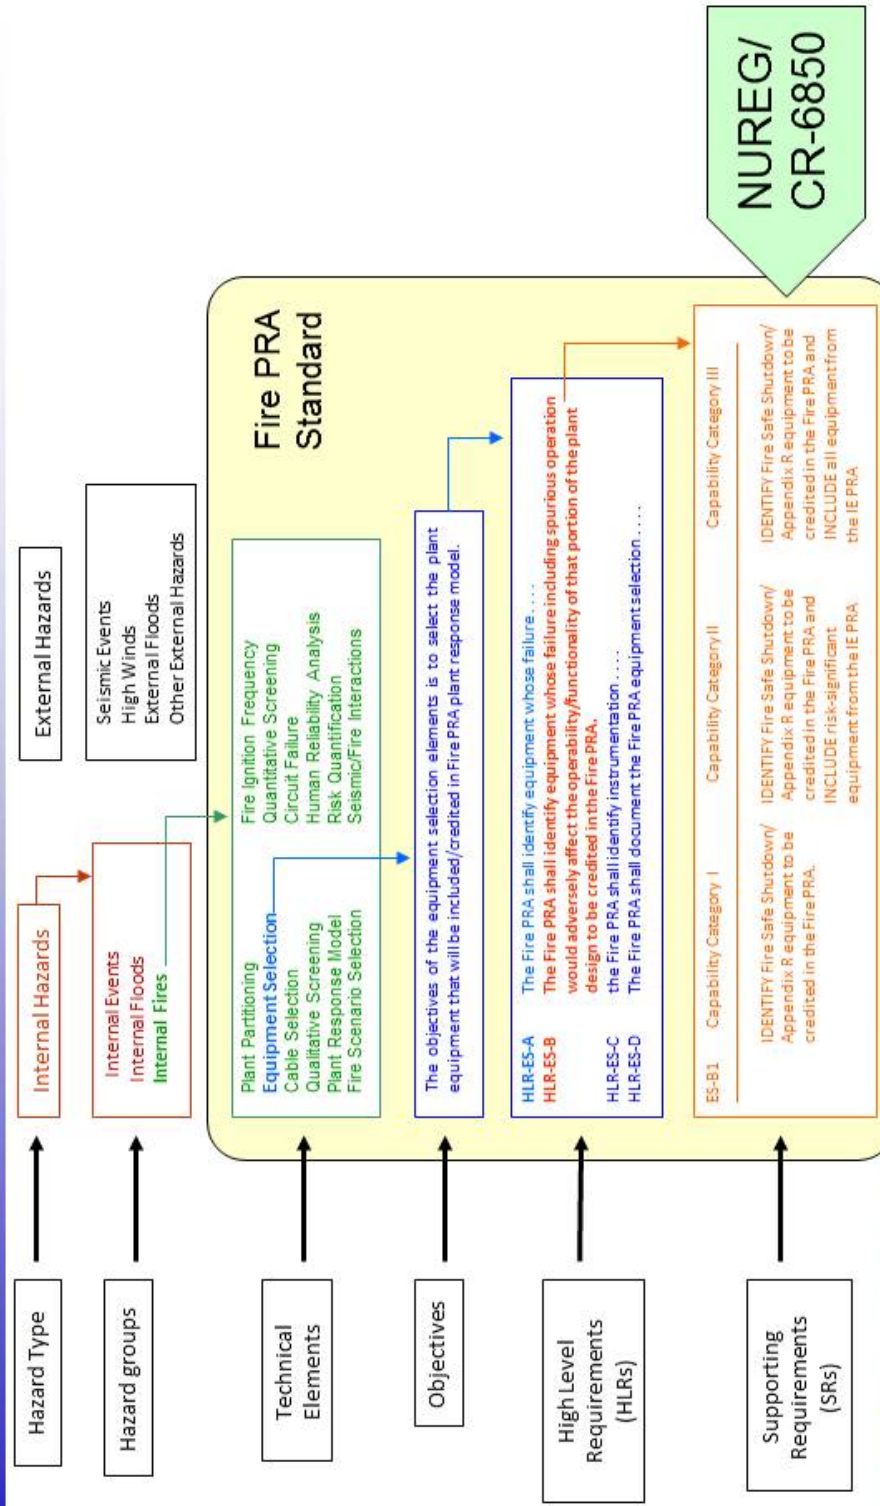 Hazard Type
Internal Hazards
External Hazards
Hazard groups
Internal Events
Internal Floods
Internal Fires
Seismic Events
High Winds
External Floods
Other External Hazards
Fire PRA
Standard
Technical
Elements
Plant Partitioning
Equipment Selection
Cable Selection
Qualitative Screening
Plant Response Model
Fire Scenario Selection
Fire Ignition Frequency
Quantitative Screening
Circuit Failure
Human Reliability Analysis
Risk Quantification
Seismic/Fire Interactions
Objectives
The objectives of the equipment selection elements is to select the plant
equipment that will be included/credited in Fire PRA plant response model.
High Level
Requirements
(HLRs)
HLR-ES-A The Fire PRA shall identify equipment whose failure....
HLR-ES-B The Fire PRA shall identify equipment whose failure including spurious operation
would adversely affect the operability/functionality of that portion of the plant
design to be credited in the Fire PRA.
HLR-ES-C the Fire PRA shall identify instrumentation ....
HLR-ES-D The Fire PRA shall document the Fire PRA equipment selection .....
Supporting
Requirements
(SRs)
ES-B1 Capability Category I Capability Category II Capability Category III
IDENTIFY Fire Safe Shutdown/
Appendix R equipment to be
credited in the Fire PRA.
IDENTIFY Fire Safe Shutdown/
Appendix R equipment to be
credited in the Fire PRA and
INCLUDE risk-significant
equipment from the IE PRA
IDENTIFY Fire Safe Shutdown/
Appendix R equipment to be
credited in the Fire PRA and
INCLUDE all equipment from
the IE PRA
NUREG/
CR-6850